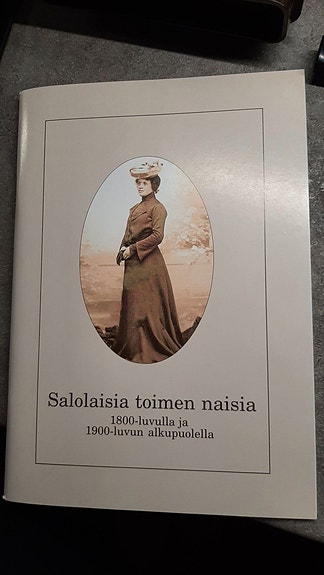 Salolaisia toimen naisia
1800-luvulla ja
1900-luvun alkupuolella